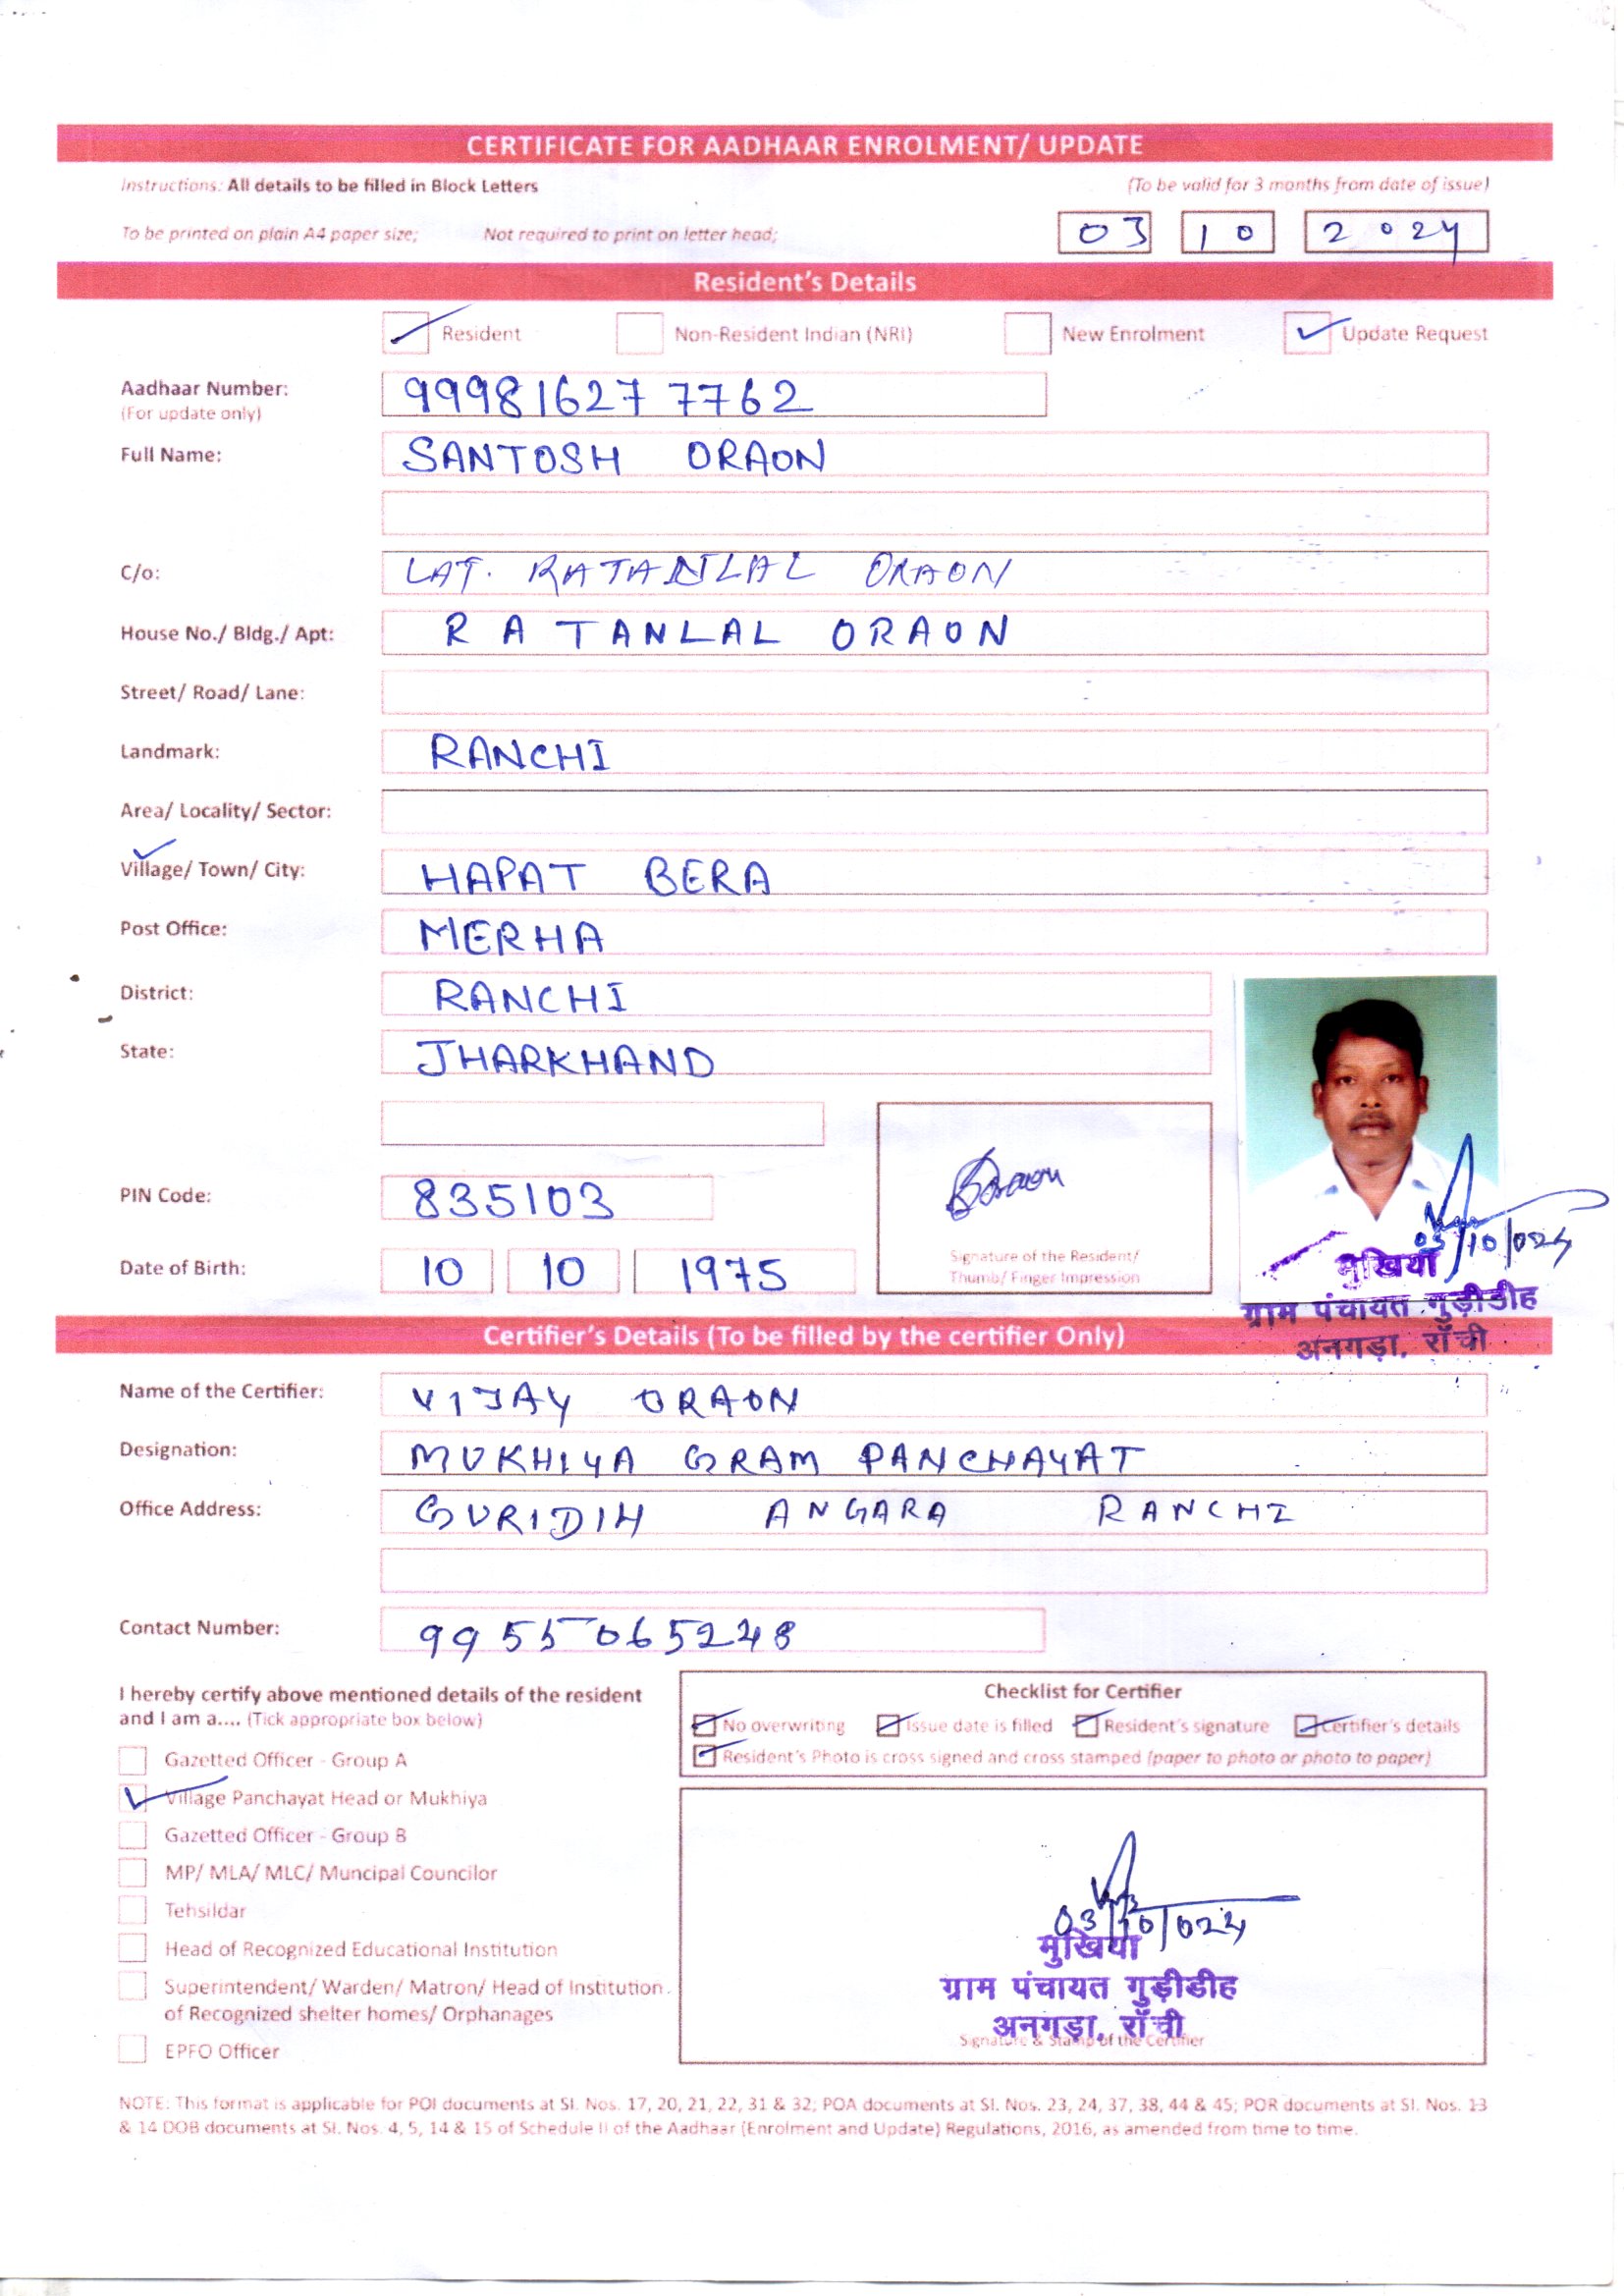 CERTIFICATE FOR AADHAAR ENROLMENT/ UPDATE
Instructions: All details to be filled in Block Letters (To be valid for 3 months from date of issue)
To be printed on plain A4 paper size; Not required to print on letter head; 03 10 2024
Resident's Details
Resident Non-Resident Indian (NRI) New Enrolment Update Request
Aadhaar Number: 999816277762
(For update only)
Full Name: SANTOSH ORAON
C/o: LAT. RATANLAL ORAON
House No./ Bldg./ Apt: RATANLAL ORAON
Street/ Road/ Lane:
Landmark: RANCHI
Area/ Locality/ Sector:
Village/ Town/ City: HAPAT BERA
Post Office: MERHA
District: RANCHI
State: JHARKHAND
PIN Code: 835103
Signature of the Resident/
Thumb/ Finger Impression
Date of Birth: 10 10 1975
03/10/024
मुखिया
ग्राम पंचायत गुड़ीडीह
अनगड़ा, राँची
Certifier's Details (To be filled by the certifier Only)
Name of the Certifier: VIJAY ORAON
Designation: MUKHIYA GRAM PANCHAYAT
Office Address: GURIDIH ANGARA RANCHI
Contact Number: 9955065248
I hereby certify above mentioned details of the resident
and I am a.... (Tick appropriate box below)
Gazetted Officer - Group A
Village Panchayat Head or Mukhiya
Gazetted Officer - Group B
MP/ MLA/ MLC/ Muncipal Councilor
Tehsildar
Head of Recognized Educational Institution
Superintendent/ Warden/ Matron/ Head of Institution
of Recognized shelter homes/ Orphanages
EPFO Officer
Checklist for Certifier
No overwriting Issue date is filled Resident's signature Certifier's details
Resident's Photo is cross signed and cross stamped (paper to photo or photo to paper)
03/10/024
मुखिया
ग्राम पंचायत गुड़ीडीह
अनगड़ा, राँची
Signature & Stamp of the Certifier
NOTE: This format is applicable for POI documents at Sl. Nos. 17, 20, 21, 22, 31 & 32; POA documents at Sl. Nos. 23, 24, 37, 38, 44 & 45; POR documents at Sl. Nos. 13
& 14 DOB documents at Sl. Nos. 4, 5, 14 & 15 of Schedule II of the Aadhaar (Enrolment and Update) Regulations, 2016, as amended from time to time.